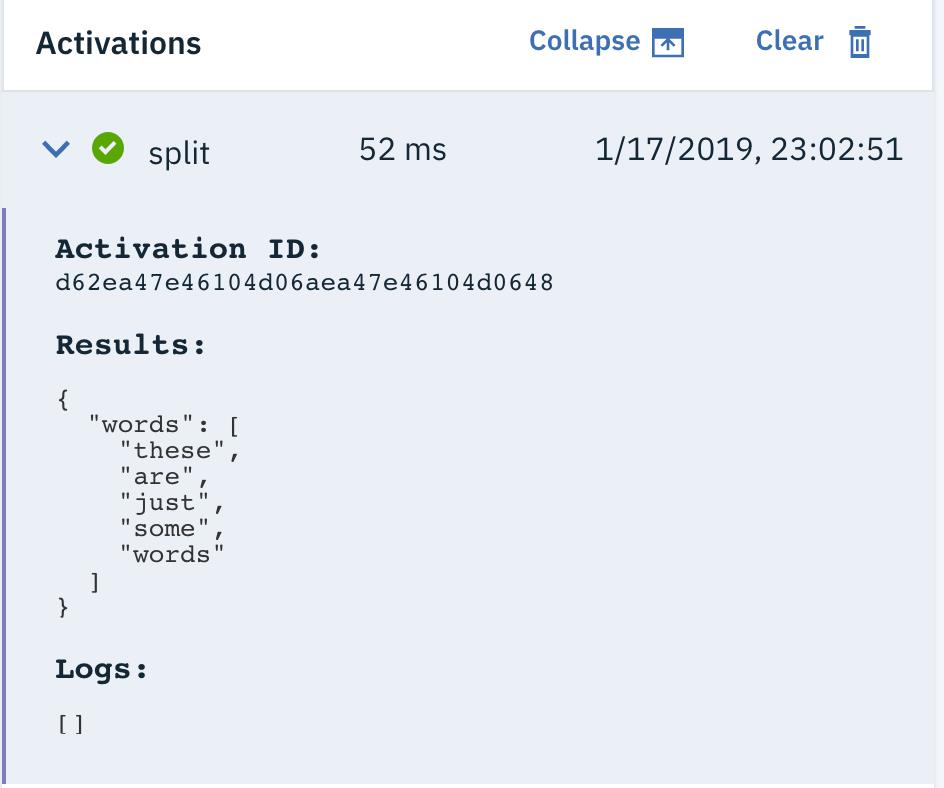 Activations Collapse Clear
split 52 ms 1/17/2019, 23:02:51
Activation ID:
d62ea47e46104d06aea47e46104d0648
Results:
{
  "words": [
    "these",
    "are",
    "just",
    "some",
    "words"
  ]
}
Logs:
[]